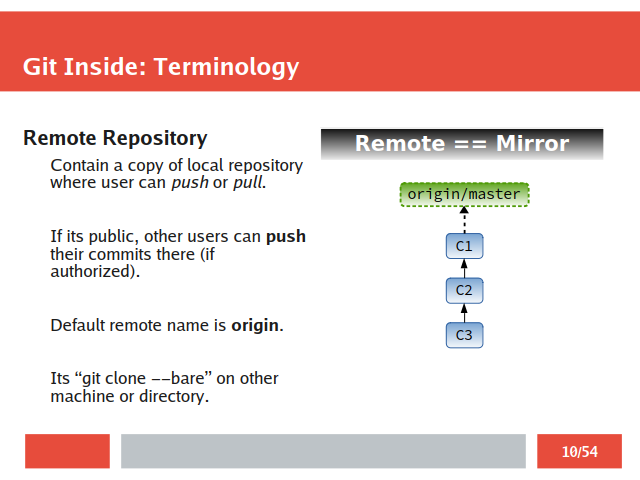 Git Inside: Terminology
Remote Repository
Contain a copy of local repository
where user can push or pull.
If its public, other users can push
their commits there (if
authorized).
Default remote name is origin.
Its “git clone --bare” on other
machine or directory.
Remote == Mirror
origin/master
C1
C2
C3
10/54